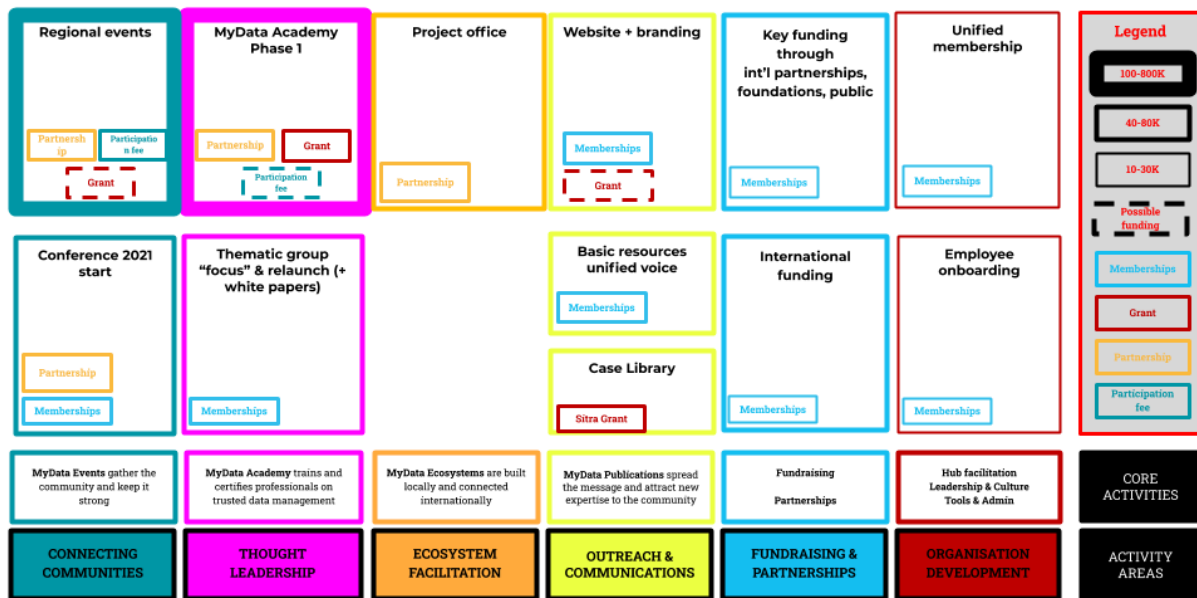 Regional events
Partnersh
ip
Participatio
n fee
Grant
MyData Academy
Phase 1
Partnership
Grant
Participation
fee
Project office
Partnership
Website + branding
Memberships
Grant
Key funding
through
int'l partnerships,
foundations, public
Memberships
Unified
membership
Memberships
Legend
100-800K
40-80K
10-30K
Possible
funding
Memberships
Grant
Partnership
Participation
fee
Conference 2021
start
Partnership
Memberships
Thematic group
“focus” & relaunch (+
white papers)
Memberships
Basic resources
unified voice
Memberships
Case Library
Sitra Grant
International
funding
Memberships
Employee
onboarding
Memberships
MyData Events gather the
community and keep it
strong
MyData Academy trains and
certifies professionals on
trusted data management
MyData Ecosystems are built
locally and connected
internationally
MyData Publications spread
the message and attract new
expertise to the community
Fundraising
Partnerships
Hub facilitation
Leadership & Culture
Tools & Admin
CORE
ACTIVITIES
CONNECTING
COMMUNITIES
THOUGHT
LEADERSHIP
ECOSYSTEM
FACILITATION
OUTREACH &
COMMUNICATIONS
FUNDRAISING &
PARTNERSHIPS
ORGANISATION
DEVELOPMENT
ACTIVITY
AREAS